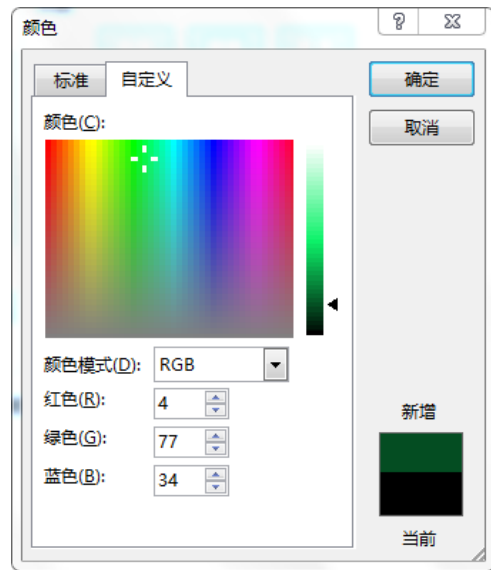 颜色
标准 自定义
确定
取消
颜色(C):
颜色模式(D): RGB
红色(R): 4
绿色(G): 77
蓝色(B): 34
新增
当前